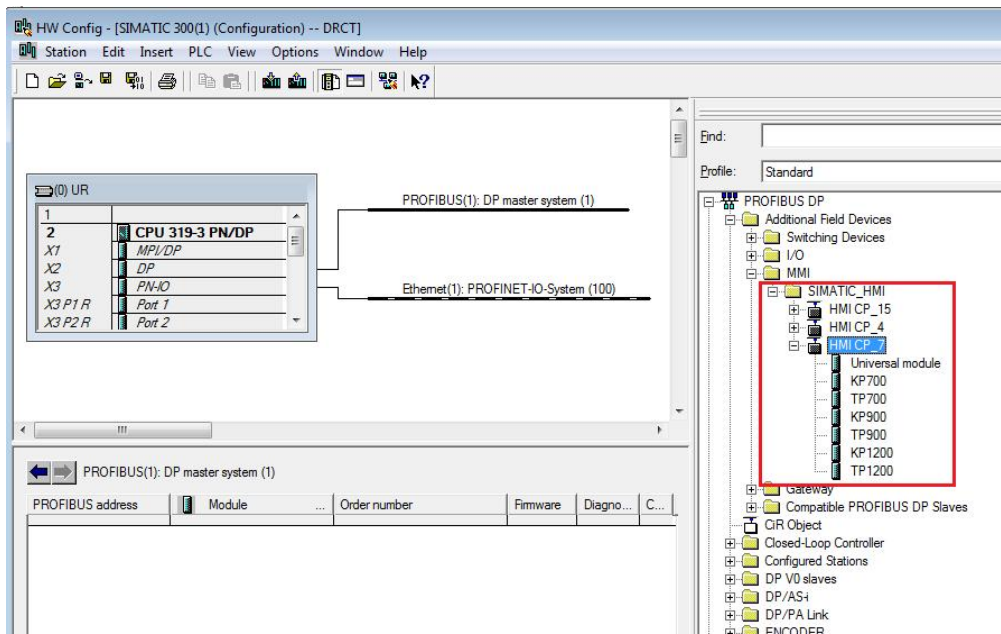 HW Config - [SIMATIC 300(1) (Configuration) -- DRCT]
Station Edit Insert PLC View Options Window Help
(0) UR
1
2 CPU 319-3 PN/DP
X1 MPI/DP
X2 DP
X3 PN-IO
X3 P1 R Port 1
X3 P2 R Port 2
PROFIBUS(1): DP master system (1)
Ethernet(1): PROFINET-IO-System (100)
PROFIBUS(1): DP master system (1)
PROFIBUS address Module ... Order number Firmware Diagno... C...
Find:
Profile: Standard
PROFIBUS DP
Additional Field Devices
Switching Devices
I/O
MMI
SIMATIC_HMI
HMI CP_15
HMI CP_4
HMI CP_7
Universal module
KP700
TP700
KP900
TP900
KP1200
TP1200
Gateway
Compatible PROFIBUS DP Slaves
CiR Object
Closed-Loop Controller
Configured Stations
DP V0 slaves
DP/AS-i
DP/PA Link
ENCODER